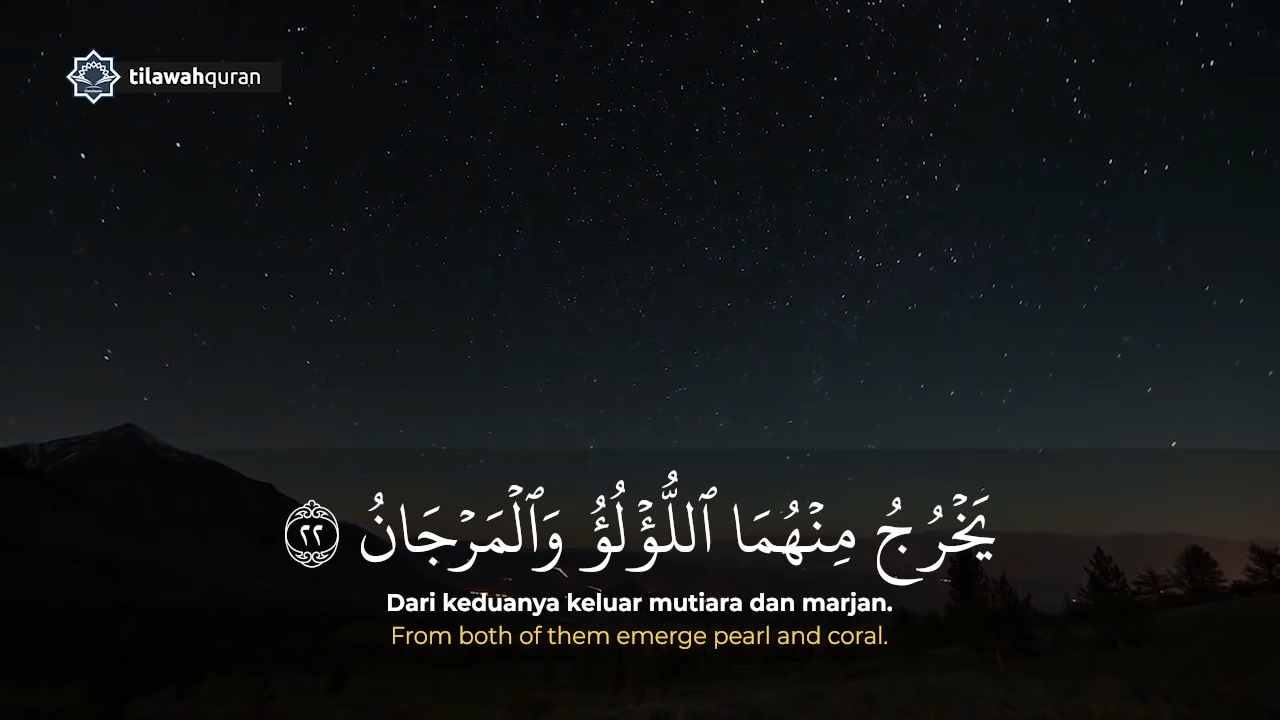 tilawahquran
يَخْرُجُ مِنْهُمَا ٱللُّؤْلُؤُ وَٱلْمَرْجَانُ ٢٢
Dari keduanya keluar mutiara dan marjan.
From both of them emerge pearl and coral.